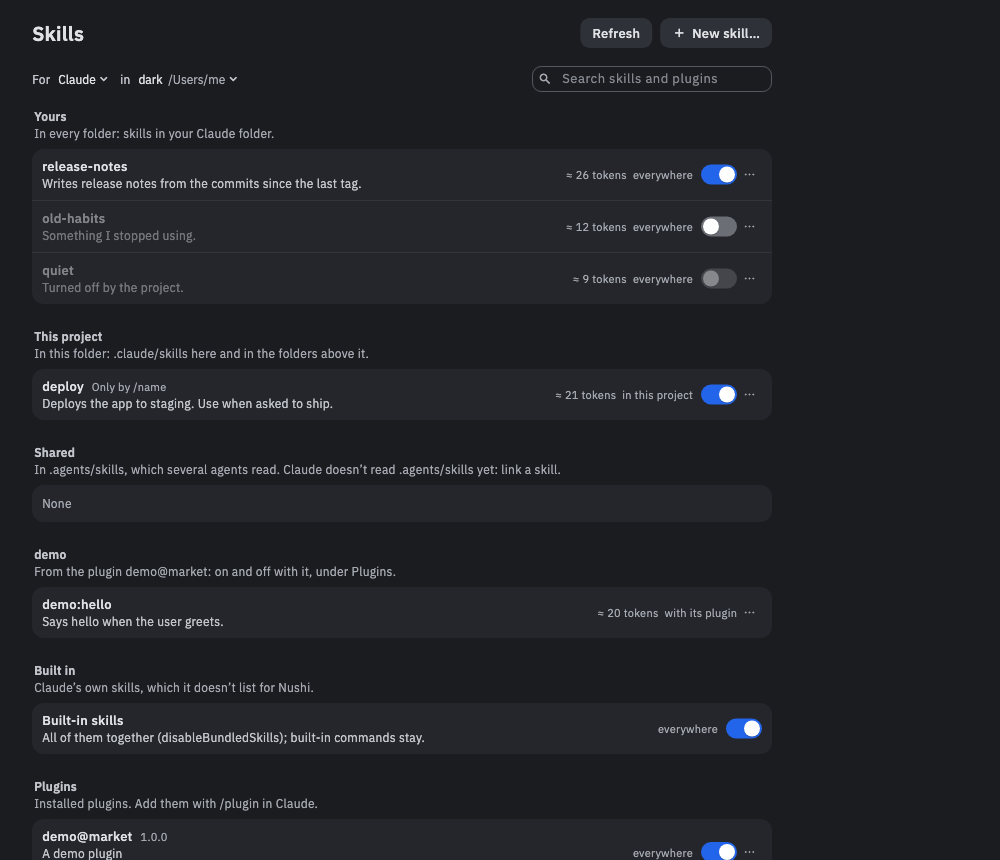 Skills
Refresh
+ New skill...
For Claude in dark /Users/me
Search skills and plugins
Yours
In every folder: skills in your Claude folder.
release-notes
Writes release notes from the commits since the last tag.
≈ 26 tokens everywhere
old-habits
Something I stopped using.
≈ 12 tokens everywhere
quiet
Turned off by the project.
≈ 9 tokens everywhere
This project
In this folder: .claude/skills here and in the folders above it.
deploy Only by /name
Deploys the app to staging. Use when asked to ship.
≈ 21 tokens in this project
Shared
In .agents/skills, which several agents read. Claude doesn’t read .agents/skills yet: link a skill.
None
demo
From the plugin demo@market: on and off with it, under Plugins.
demo:hello
Says hello when the user greets.
≈ 20 tokens with its plugin
Built in
Claude’s own skills, which it doesn’t list for Nushi.
Built-in skills
All of them together (disableBundledSkills); built-in commands stay.
everywhere
Plugins
Installed plugins. Add them with /plugin in Claude.
demo@market 1.0.0
A demo plugin
everywhere